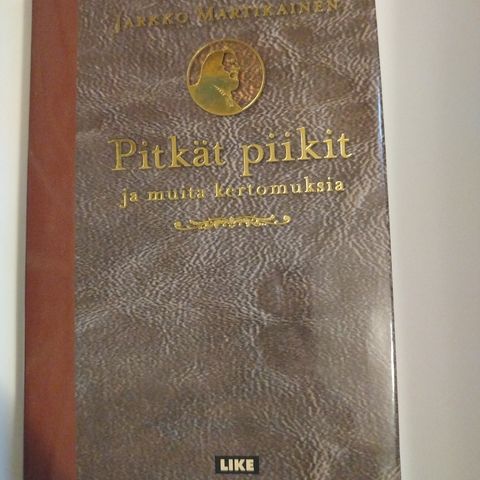 JARKKO MARTIKAINEN
Pitkät piikit
ja muita kertomuksia
LIKE